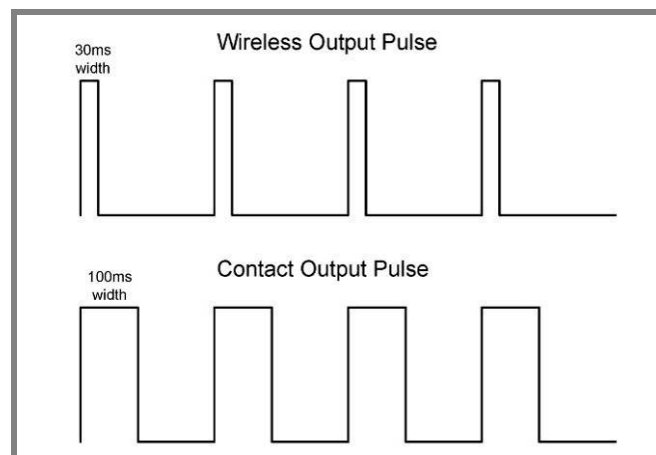 Wireless Output Pulse
30ms
width
Contact Output Pulse
100ms
width